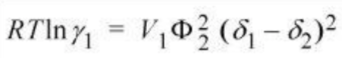 RT ln γ₁ = V₁Φ₂² (δ₁ − δ₂)²